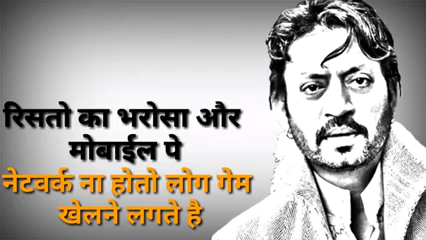 रिसतो का भरोसा और
मोबाईल पे
नेटवर्क ना होतो लोग गेम
खेलने लगते है